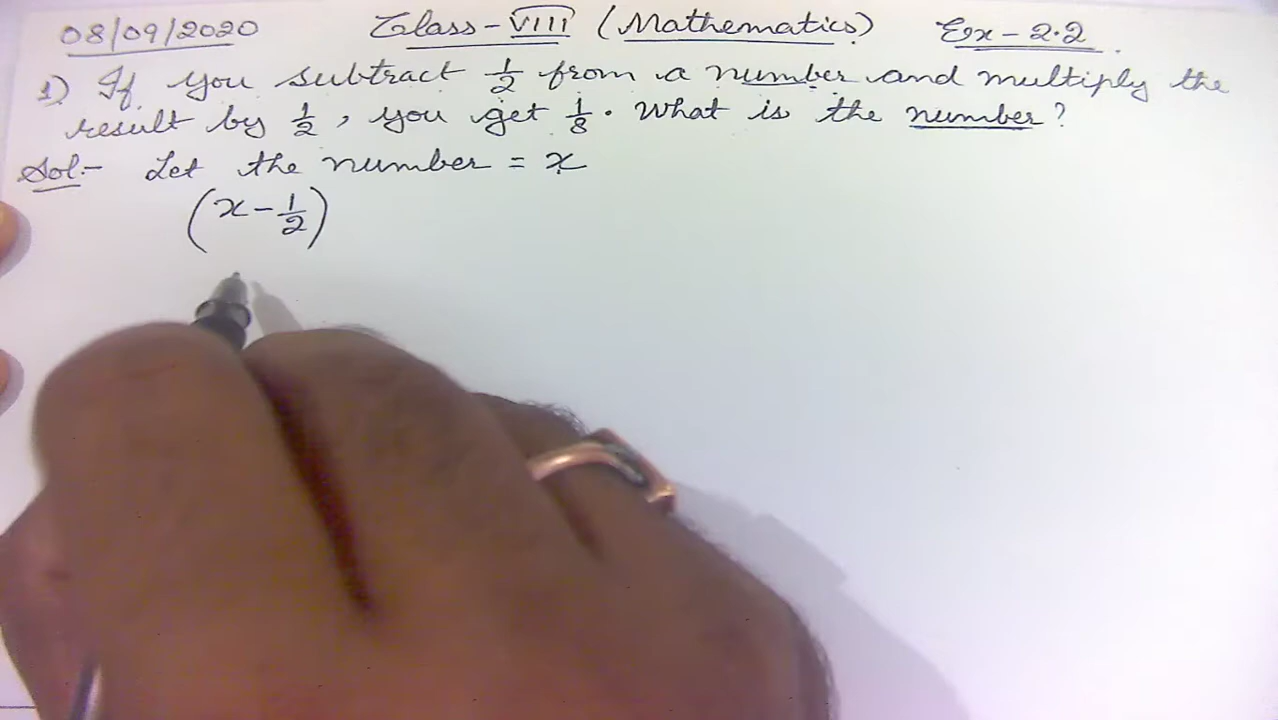 08/09/2020 Class-VIII (Mathematics) Ex-2.2
1) If you subtract 1/2 from a number and multiply the
result by 1/2, you get 1/8. What is the number?
Sol:- Let the number = x
(x - 1/2)